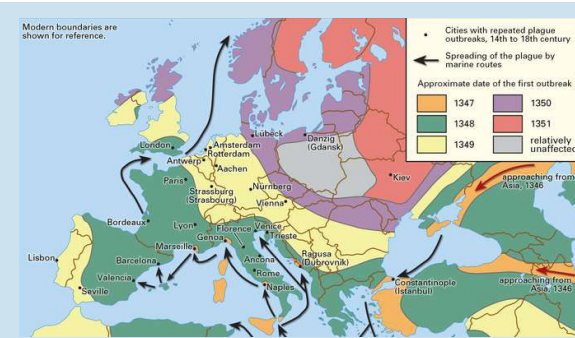 Modern boundaries are
shown for reference.
Cities with repeated plague
outbreaks, 14th to 18th century
Spreading of the plague by
marine routes
Approximate date of the first outbreak
1347
1350
1348
1351
1349
relatively
unaffected
Lübeck
Danzig
(Gdansk)
London
Amsterdam
Rotterdam
Antwerp
Aachen
Kiev
Paris
Nürnberg
Strassburg
(Strasbourg)
Vienna
approaching from
Asia, 1346
Bordeaux
Lyon
Florence
Venice
Trieste
Genoa
Marseille
Lisbon
Barcelona
Ancona
Ragusa
(Dubrovnik)
Rome
Valencia
Seville
Naples
Constantinople
(İstanbul)
approaching from
Asia, 1346